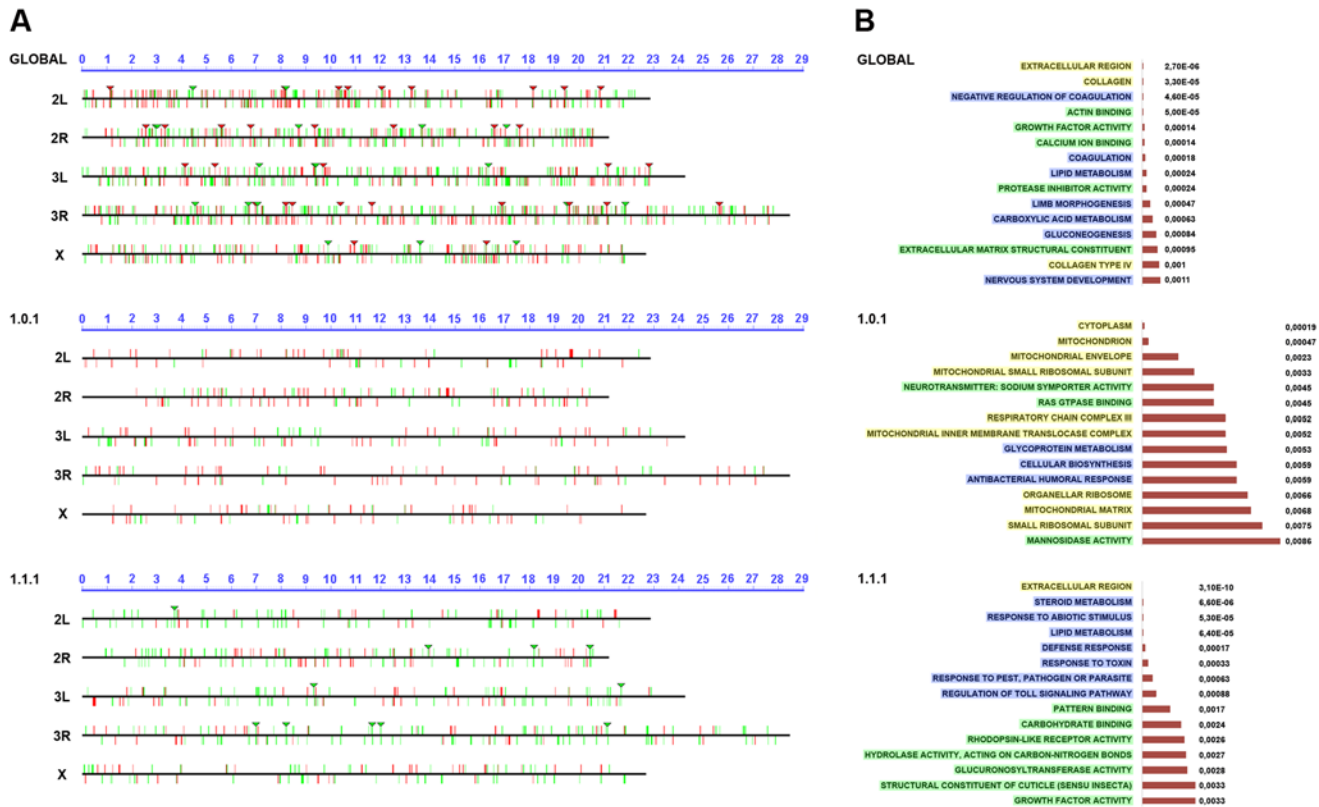 A
GLOBAL
0 1 2 3 4 5 6 7 8 9 10 11 12 13 14 15 16 17 18 19 20 21 22 23 24 25 26 27 28 29
2L
2R
3L
3R
X
1.0.1
0 1 2 3 4 5 6 7 8 9 10 11 12 13 14 15 16 17 18 19 20 21 22 23 24 25 26 27 28 29
2L
2R
3L
3R
X
1.1.1
0 1 2 3 4 5 6 7 8 9 10 11 12 13 14 15 16 17 18 19 20 21 22 23 24 25 26 27 28 29
2L
2R
3L
3R
X
B
GLOBAL
EXTRACELLULAR REGION 2,70E-06
COLLAGEN 3,30E-05
NEGATIVE REGULATION OF COAGULATION 4,60E-05
ACTIN BINDING 5,00E-05
GROWTH FACTOR ACTIVITY 0,00014
CALCIUM ION BINDING 0,00014
COAGULATION 0,00018
LIPID METABOLISM 0,00024
PROTEASE INHIBITOR ACTIVITY 0,00024
LIMB MORPHOGENESIS 0,00047
CARBOXYLIC ACID METABOLISM 0,00063
GLUCONEOGENESIS 0,00084
EXTRACELLULAR MATRIX STRUCTURAL CONSTITUENT 0,00095
COLLAGEN TYPE IV 0,001
NERVOUS SYSTEM DEVELOPMENT 0,0011
1.0.1
CYTOPLASM 0,00019
MITOCHONDRION 0,00047
MITOCHONDRIAL ENVELOPE 0,0023
MITOCHONDRIAL SMALL RIBOSOMAL SUBUNIT 0,0033
NEUROTRANSMITTER: SODIUM SYMPORTER ACTIVITY 0,0045
RAS GTPASE BINDING 0,0045
RESPIRATORY CHAIN COMPLEX III 0,0052
MITOCHONDRIAL INNER MEMBRANE TRANSLOCASE COMPLEX 0,0052
GLYCOPROTEIN METABOLISM 0,0053
CELLULAR BIOSYNTHESIS 0,0059
ANTIBACTERIAL HUMORAL RESPONSE 0,0059
ORGANELLAR RIBOSOME 0,0066
MITOCHONDRIAL MATRIX 0,0068
SMALL RIBOSOMAL SUBUNIT 0,0075
MANNOSIDASE ACTIVITY 0,0086
1.1.1
EXTRACELLULAR REGION 3,10E-10
STEROID METABOLISM 6,60E-06
RESPONSE TO ABIOTIC STIMULUS 5,30E-05
LIPID METABOLISM 6,40E-05
DEFENSE RESPONSE 0,00017
RESPONSE TO TOXIN 0,00033
RESPONSE TO PEST, PATHOGEN OR PARASITE 0,00063
REGULATION OF TOLL SIGNALING PATHWAY 0,00088
PATTERN BINDING 0,0017
CARBOHYDRATE BINDING 0,0024
RHODOPSIN-LIKE RECEPTOR ACTIVITY 0,0026
HYDROLASE ACTIVITY, ACTING ON CARBON-NITROGEN BONDS 0,0027
GLUCURONOSYLTRANSFERASE ACTIVITY 0,0028
STRUCTURAL CONSTITUENT OF CUTICLE (SENSU INSECTA) 0,0033
GROWTH FACTOR ACTIVITY 0,0033